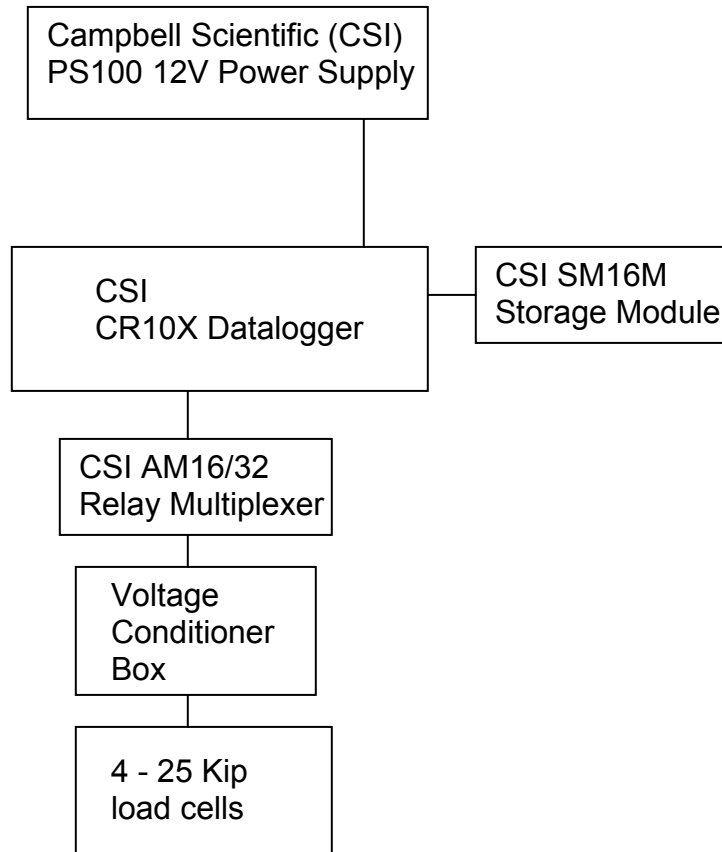 Campbell Scientific (CSI)
PS100 12V Power Supply
CSI
CR10X Datalogger
CSI SM16M
Storage Module
CSI AM16/32
Relay Multiplexer
Voltage
Conditioner
Box
4 - 25 Kip
load cells